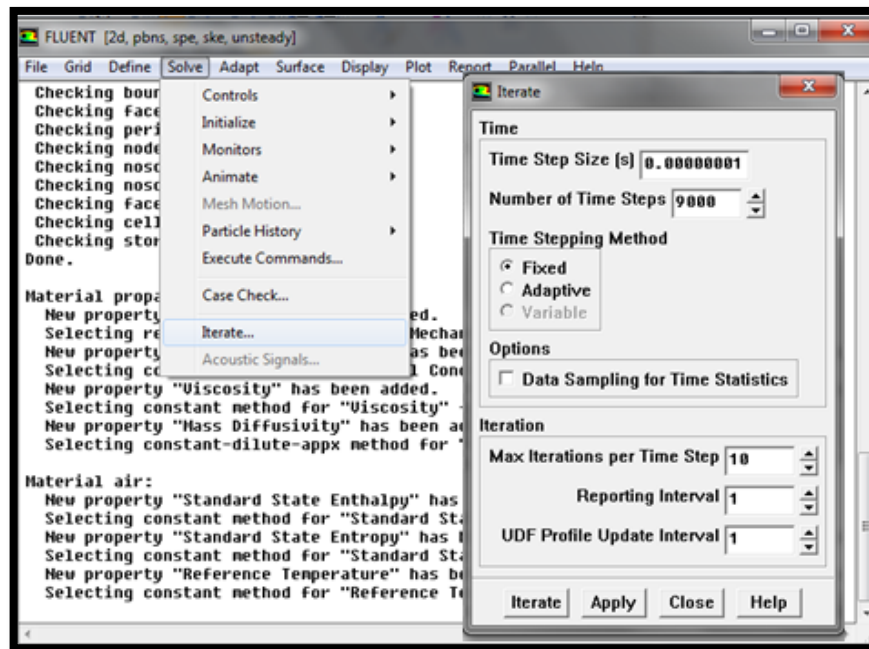 FLUENT [2d, pbns, spe, ske, unsteady]
File Grid Define Solve Adapt Surface Display Plot Report Parallel Help
Checking bour
Checking face
Checking peri
Checking node
Checking nosc
Checking nosc
Checking face
Checking cell
Checking stor
Done.
Material propa
New property ed.
Selecting re Mechar
New property as bee
Selecting co l Cond
New property "Viscosity" has been added.
Selecting constant method for "Viscosity" -
New property "Mass Diffusivity" has been ad
Selecting constant-dilute-appx method for "
Material air:
New property "Standard State Enthalpy" has
Selecting constant method for "Standard Sta
New property "Standard State Entropy" has b
Selecting constant method for "Standard Sta
New property "Reference Temperature" has be
Selecting constant method for "Reference Te
Controls
Initialize
Monitors
Animate
Mesh Motion...
Particle History
Execute Commands...
Case Check...
Iterate...
Acoustic Signals...
Iterate
Time
Time Step Size (s) 0.00000001
Number of Time Steps 9000
Time Stepping Method
Fixed
Adaptive
Variable
Options
Data Sampling for Time Statistics
Iteration
Max Iterations per Time Step 10
Reporting Interval 1
UDF Profile Update Interval 1
Iterate Apply Close Help